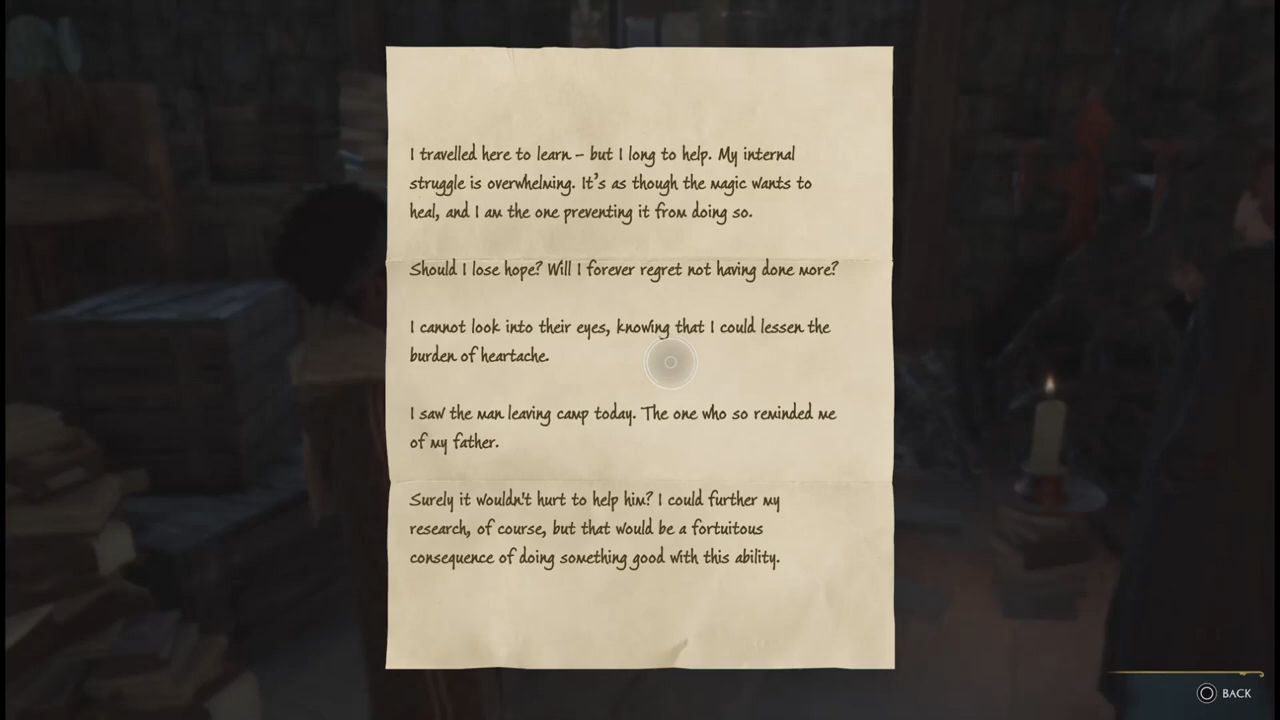 I travelled here to learn – but I long to help. My internal
struggle is overwhelming. It's as though the magic wants to
heal, and I am the one preventing it from doing so.
Should I lose hope? Will I forever regret not having done more?
I cannot look into their eyes, knowing that I could lessen the
burden of heartache.
I saw the man leaving camp today. The one who so reminded me
of my father.
Surely it wouldn't hurt to help him? I could further my
research, of course, but that would be a fortuitous
consequence of doing something good with this ability.
BACK